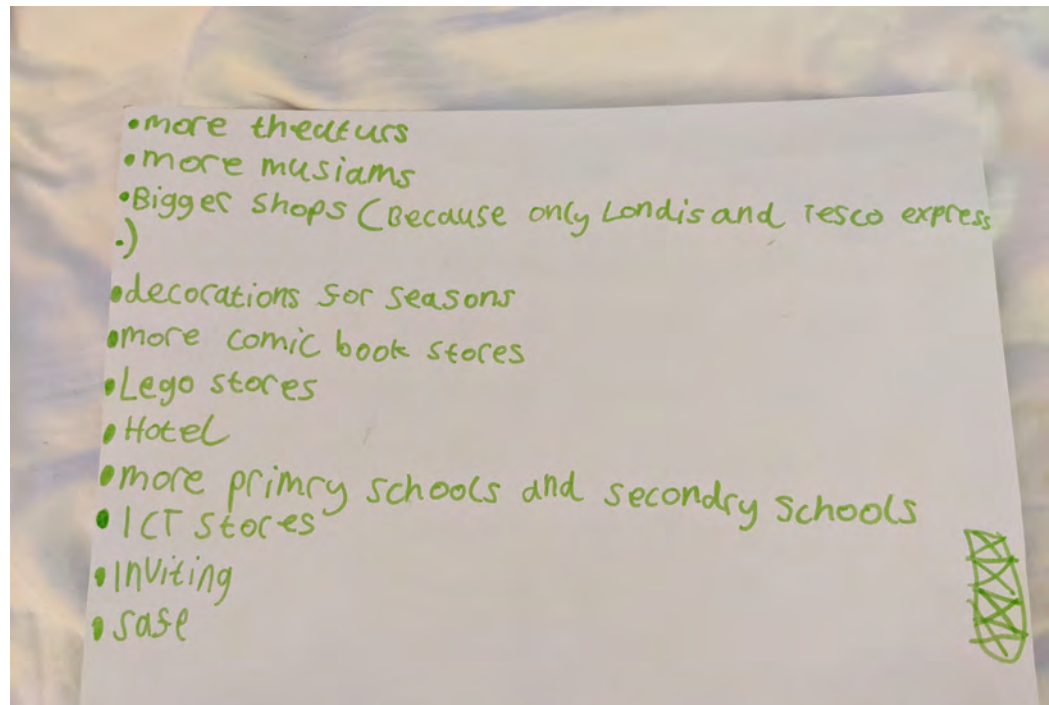 •more theaturs
•more musiams
•Bigger shops (Because only Londis and Tesco express
.)
•decorations for seasons
•more comic book stores
•Lego stores
•Hotel
•more primry schools and secondry schools
•ICT stores
•Inviting
•safe